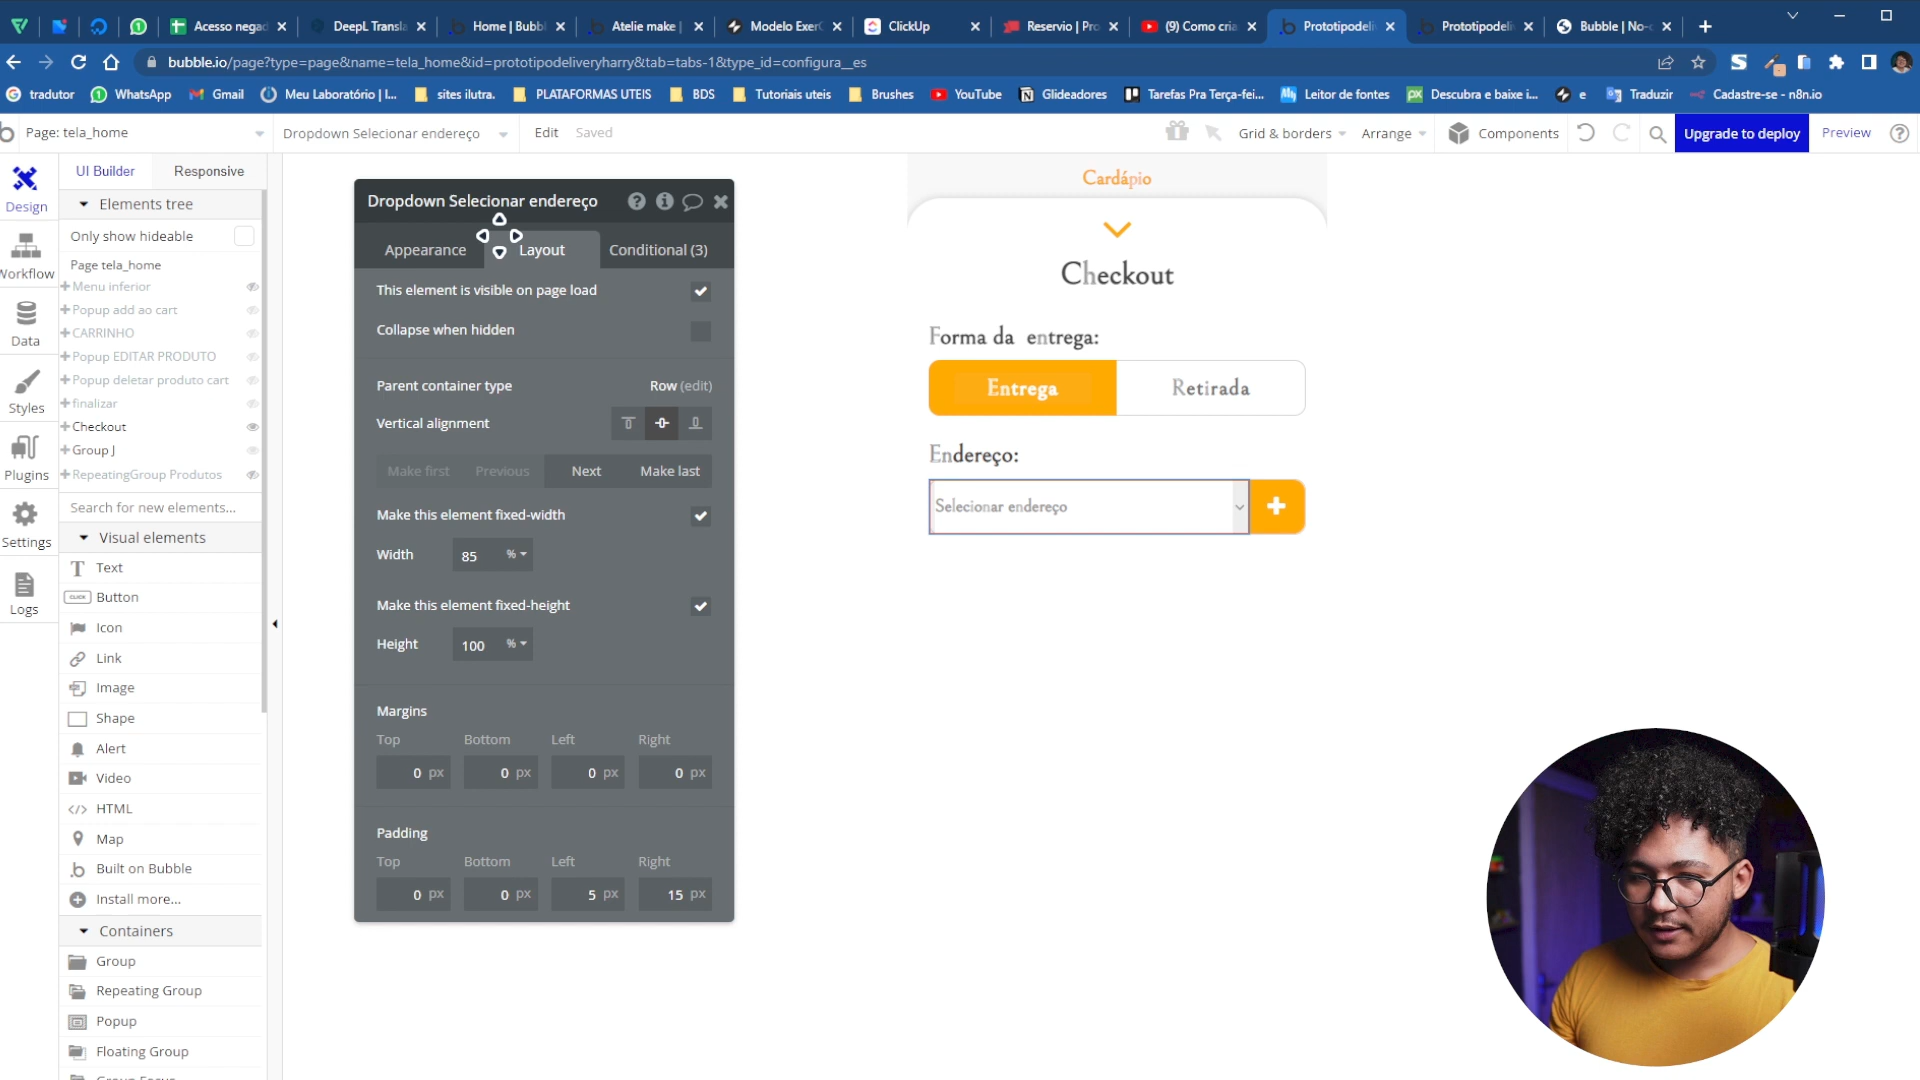 Acesso negad
DeepL Transla
Home | Bubbl
Atelie make |
Modelo Exer
ClickUp
Reservio | Pro
(9) Como cria
Prototipodeliv
Prototipodeliv
Bubble | No-c
bubble.io/page?type=page&name=tela_home&id=prototipodeliveryharry&tab=tabs-1&type_id=configura__es
tradutor
WhatsApp
Gmail
Meu Laboratório | I...
sites ilutra.
PLATAFORMAS UTEIS
BDS
Tutoriais uteis
Brushes
YouTube
Glideadores
Tarefas Pra Terça-fei...
Leitor de fontes
Descubra e baixe i...
e
Traduzir
Cadastre-se - n8n.io
Page: tela_home
Dropdown Selecionar endereço
Edit
Saved
Grid & borders
Arrange
Components
Upgrade to deploy
Preview
Design
Workflow
Data
Styles
Plugins
Settings
Logs
UI Builder
Responsive
Elements tree
Only show hideable
Page tela_home
Menu inferior
Popup add ao cart
CARRINHO
Popup EDITAR PRODUTO
Popup deletar produto cart
finalizar
Checkout
Group J
RepeatingGroup Produtos
Search for new elements...
Visual elements
Text
CLICK
Button
Icon
Link
Image
Shape
Alert
Video
HTML
Map
Built on Bubble
Install more...
Containers
Group
Repeating Group
Popup
Floating Group
Group Focus
Dropdown Selecionar endereço
Appearance
Layout
Conditional (3)
This element is visible on page load
Collapse when hidden
Parent container type
Row (edit)
Vertical alignment
Make first
Previous
Next
Make last
Make this element fixed-width
Width
85 %
Make this element fixed-height
Height
100 %
Margins
Top
Bottom
Left
Right
0 px
0 px
0 px
0 px
Padding
Top
Bottom
Left
Right
0 px
0 px
5 px
15 px
Cardápio
Checkout
Forma da entrega:
Entrega
Retirada
Endereço:
Selecionar endereço